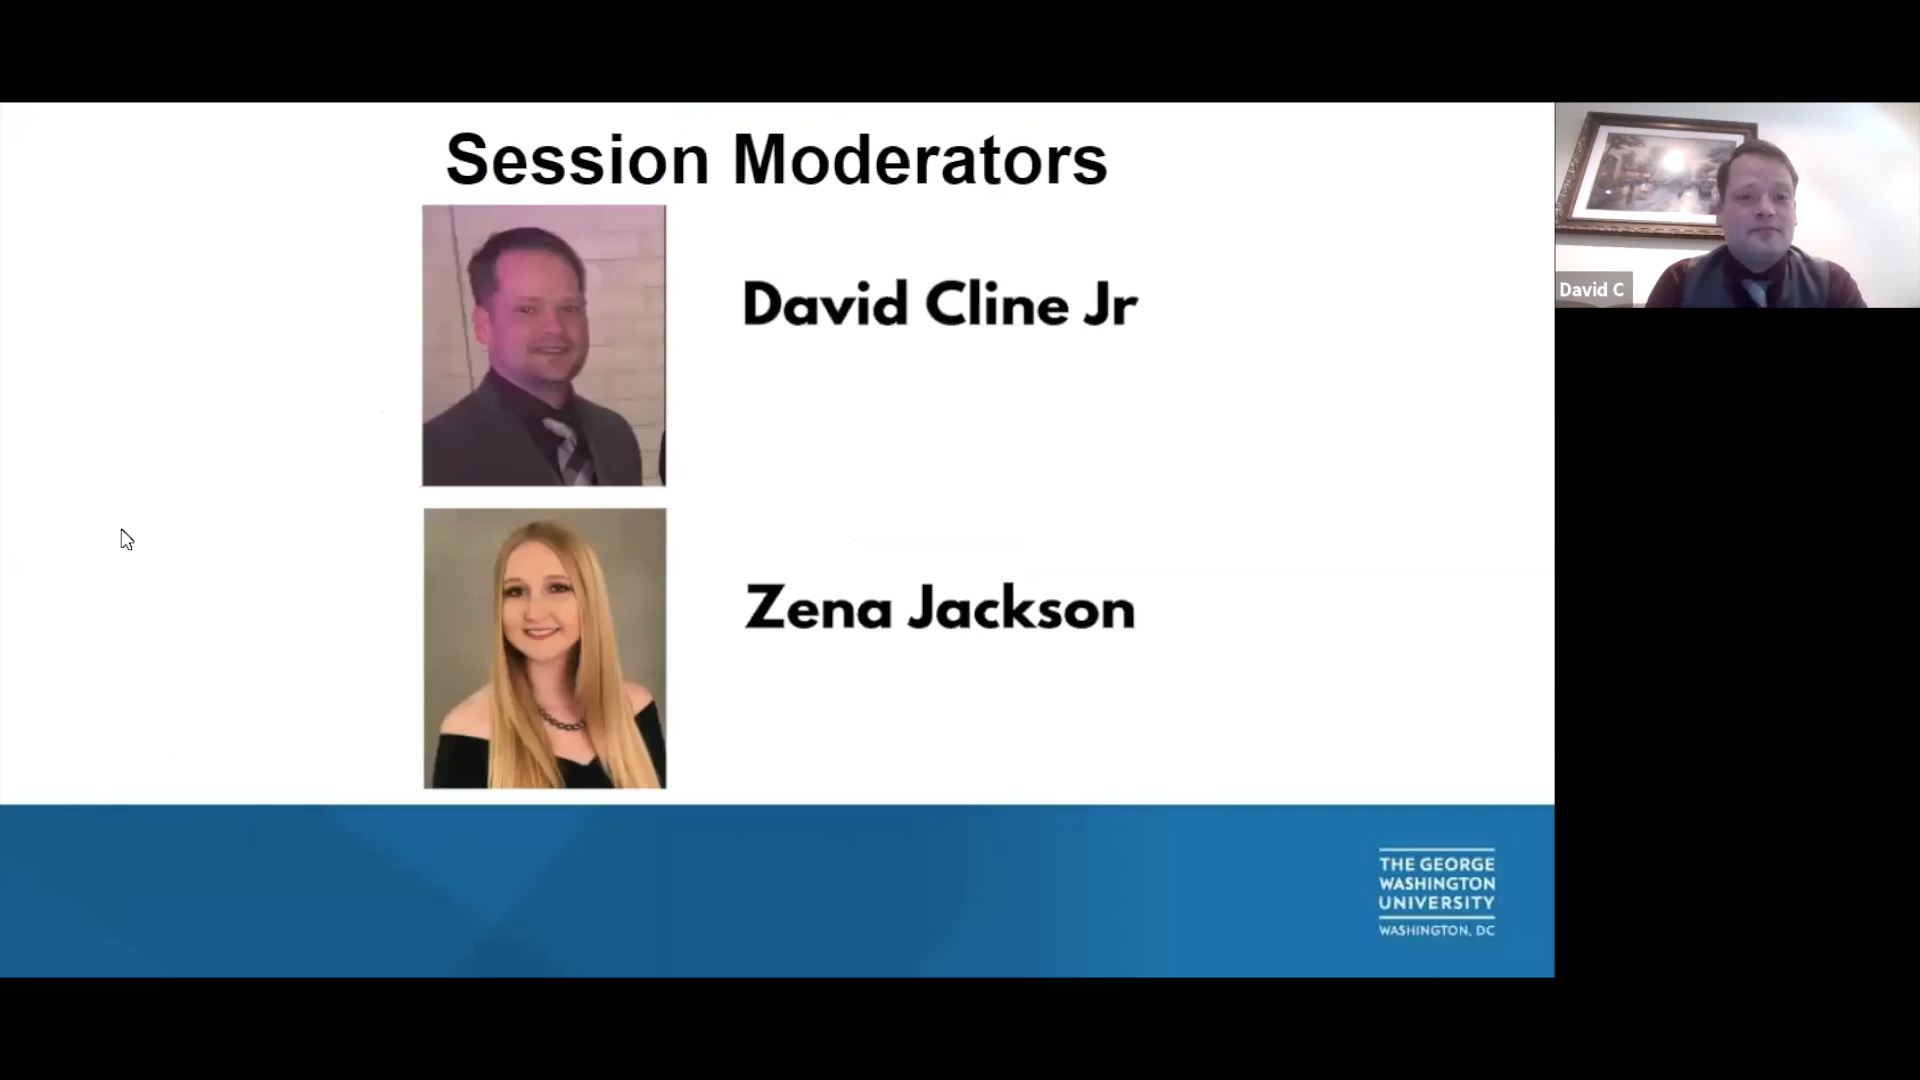 Session Moderators
David Cline Jr
David C
Zena Jackson
THE GEORGE
WASHINGTON
UNIVERSITY
WASHINGTON, DC